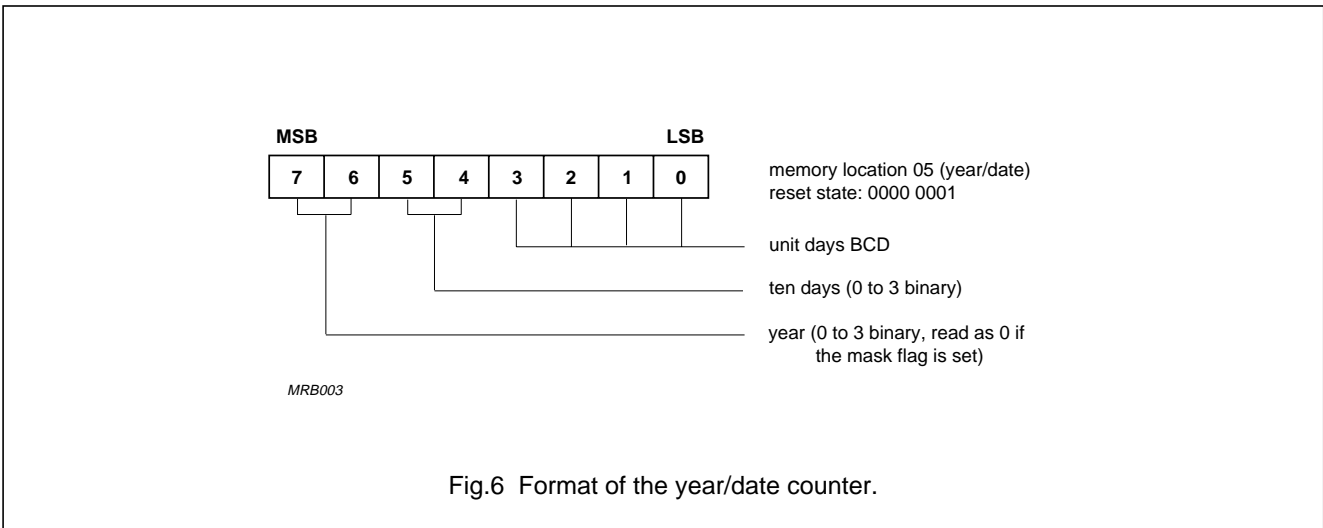 MSB LSB
7 6 5 4 3 2 1 0
memory location 05 (year/date)
reset state: 0000 0001
unit days BCD
ten days (0 to 3 binary)
year (0 to 3 binary, read as 0 if
the mask flag is set)
MRB003
Fig.6 Format of the year/date counter.